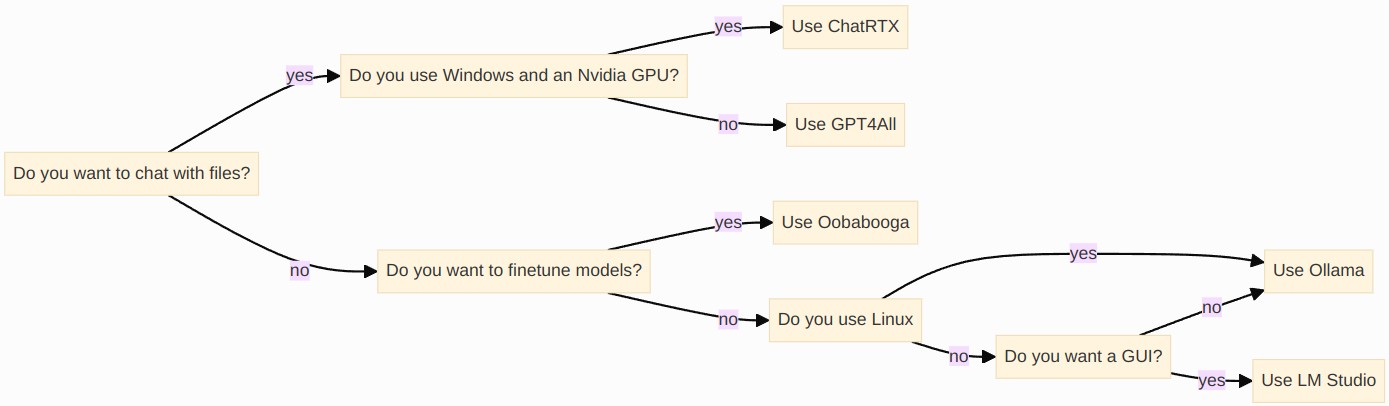 Do you want to chat with files?
yes
Do you use Windows and an Nvidia GPU?
yes
Use ChatRTX
no
Use GPT4All
no
Do you want to finetune models?
yes
Use Oobabooga
no
Do you use Linux
yes
Use Ollama
no
Do you want a GUI?
no
yes
Use LM Studio